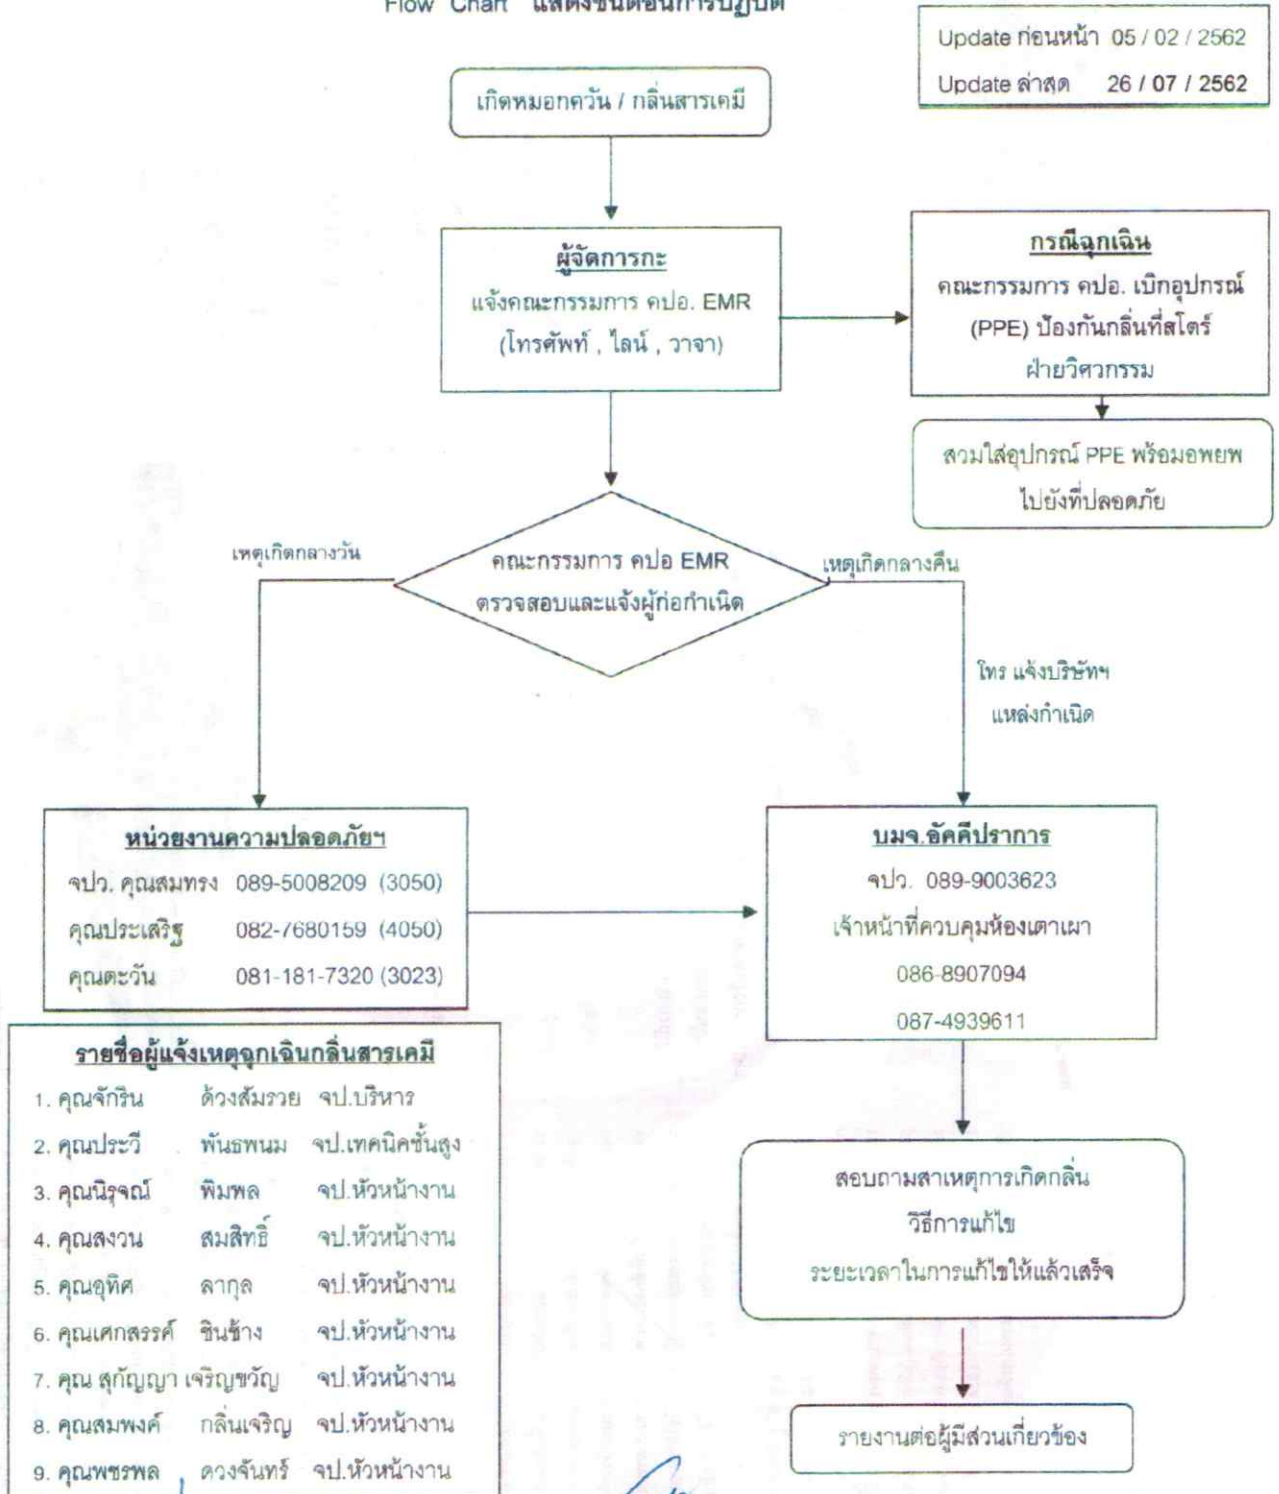 Flow Chart แสดงขั้นตอนการปฏิบัติ
Update ก่อนหน้า 05 / 02 / 2562
Update ล่าสุด 26 / 07 / 2562
เกิดหมอกควัน / กลิ่นสารเคมี
ผู้จัดการกะ
แจ้งคณะกรรมการ คปอ. EMR
(โทรศัพท์ , ไลน์ , วาจา)
กรณีฉุกเฉิน
คณะกรรมการ คปอ. เบิกอุปกรณ์
(PPE) ป้องกันกลิ่นที่สโตร์
ฝ่ายวิศวกรรม
สวมใส่อุปกรณ์ PPE พร้อมอพยพ
ไปยังที่ปลอดภัย
เหตุเกิดกลางวัน
คณะกรรมการ คปอ EMR
ตรวจสอบและแจ้งผู้ก่อกำเนิด
เหตุเกิดกลางคืน
โทร แจ้งบริษัทฯ
แหล่งกำเนิด
หน่วยงานความปลอดภัยฯ
จปว. คุณสมทรง 089-5008209 (3050)
คุณประเสริฐ 082-7680159 (4050)
คุณตะวัน 081-181-7320 (3023)
บมจ.อัคคีปราการ
จปว. 089-9003623
เจ้าหน้าที่ควบคุมห้องเตาเผา
086-8907094
087-4939611
รายชื่อผู้แจ้งเหตุฉุกเฉินกลิ่นสารเคมี
1. คุณจักริน ด้วงสัมรวย จป.บริหาร
2. คุณประวี พันธพนม จป.เทคนิคชั้นสูง
3. คุณนิรุจณ์ พิมพล จป.หัวหน้างาน
4. คุณสงวน สมสิทธิ์ จป.หัวหน้างาน
5. คุณอุทิศ ลากุล จป.หัวหน้างาน
6. คุณเศกสรรค์ ชินช้าง จป.หัวหน้างาน
7. คุณ สุกัญญา เจริญขวัญ จป.หัวหน้างาน
8. คุณสมพงค์ กลิ่นเจริญ จป.หัวหน้างาน
9. คุณพชรพล ดวงจันทร์ จป.หัวหน้างาน
สอบถามสาเหตุการเกิดกลิ่น
วิธีการแก้ไข
ระยะเวลาในการแก้ไขให้แล้วเสร็จ
รายงานต่อผู้มีส่วนเกี่ยวข้อง